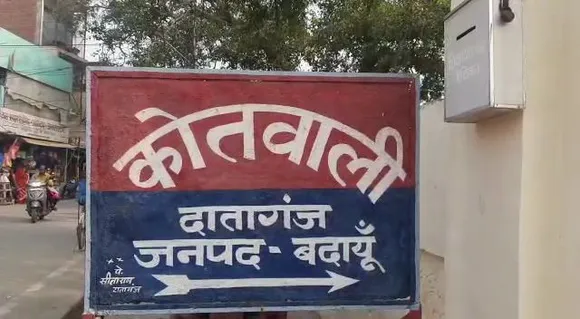 कोतवाली
दातागंज
जनपद - बदायूँ
पे.
सीताराम
दातागंज